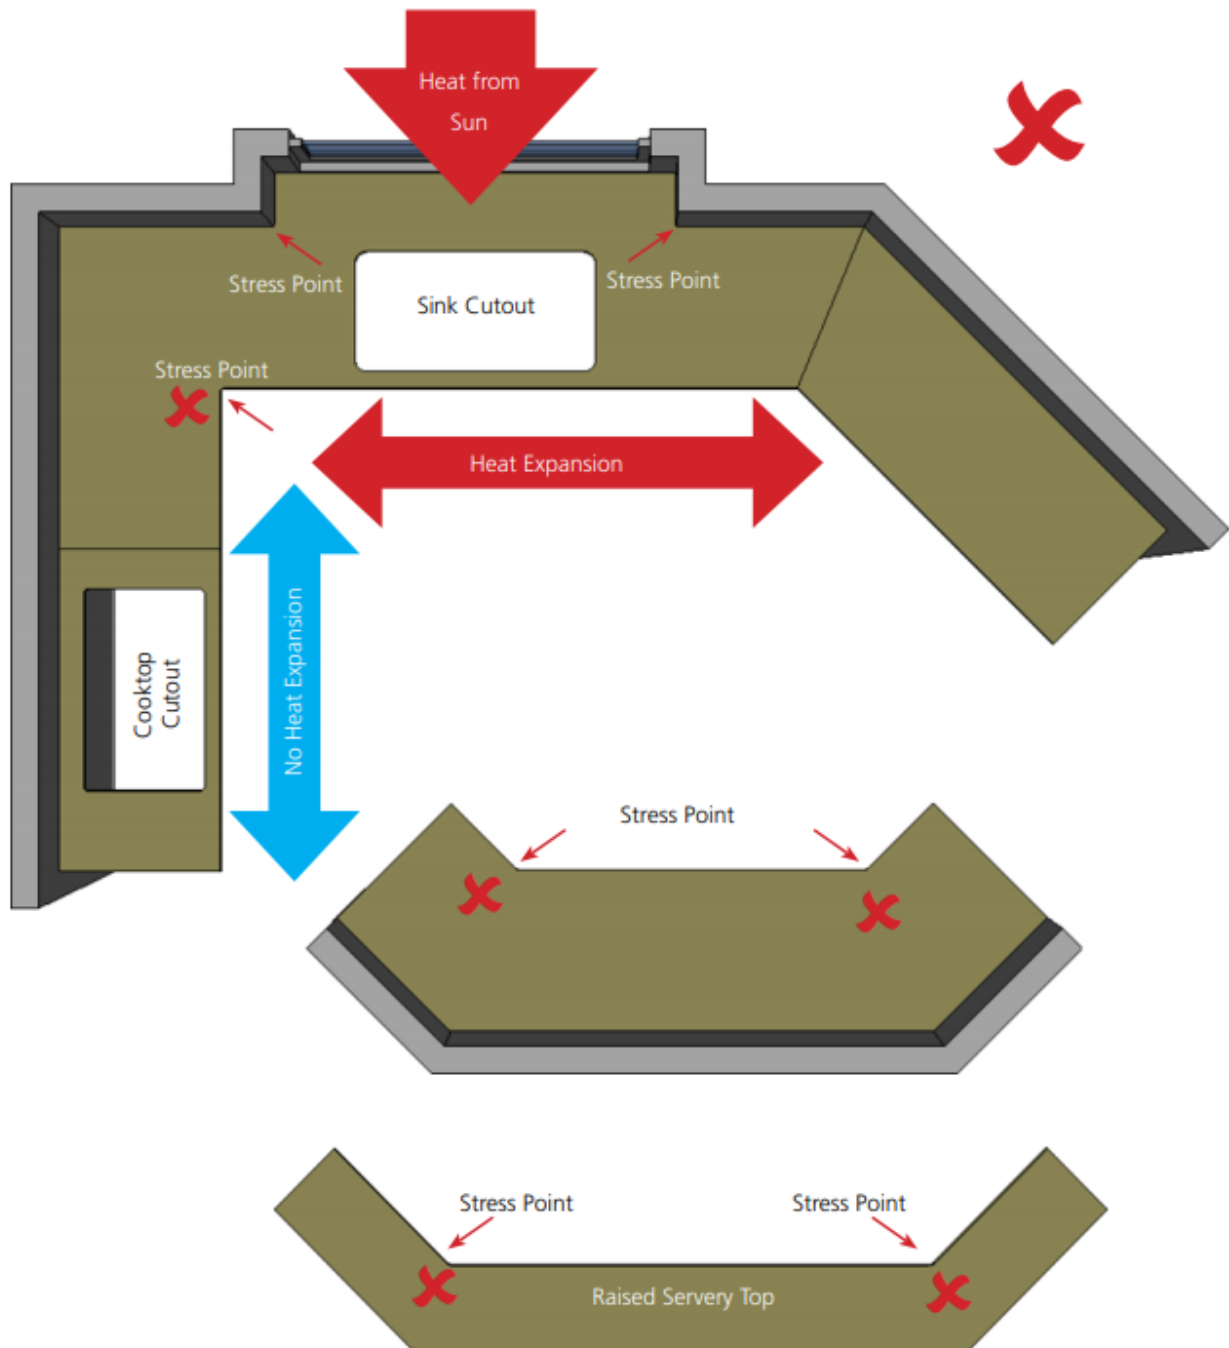 Heat from
Sun
Stress Point
Stress Point
Sink Cutout
Stress Point
Heat Expansion
No Heat Expansion
Cooktop
Cutout
Stress Point
Stress Point
Stress Point
Raised Servery Top